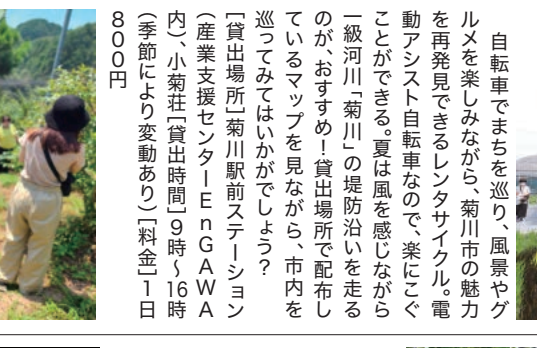 自転車でまちを巡り、風景やグ
ルメを楽しみながら、菊川市の魅力
を再発見できるレンタサイクル。電
動アシスト自転車なので、楽にこぐ
ことができる。夏は風を感じながら
一級河川「菊川」の堤防沿いを走る
のが、おすすめ！貸出場所で配布し
ているマップを見ながら、市内を
巡ってみてはいかがでしょう？
［貸出場所］菊川駅前ステーション
（産業支援センターＥｎＧＡＷＡ
内）、小菊荘［貸出時間］９時～16時
（季節により変動あり）［料金］１日
８００円